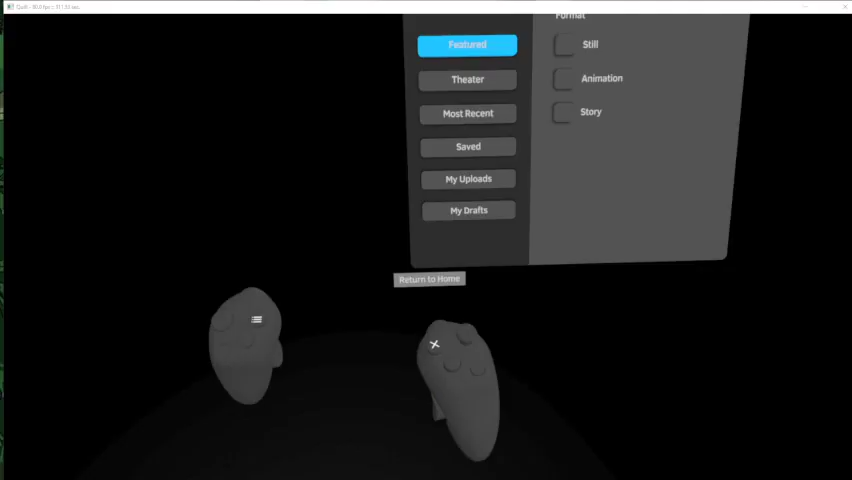 Format
Featured
Still
Theater
Animation
Most Recent
Story
Saved
My Uploads
My Drafts
Return to Home